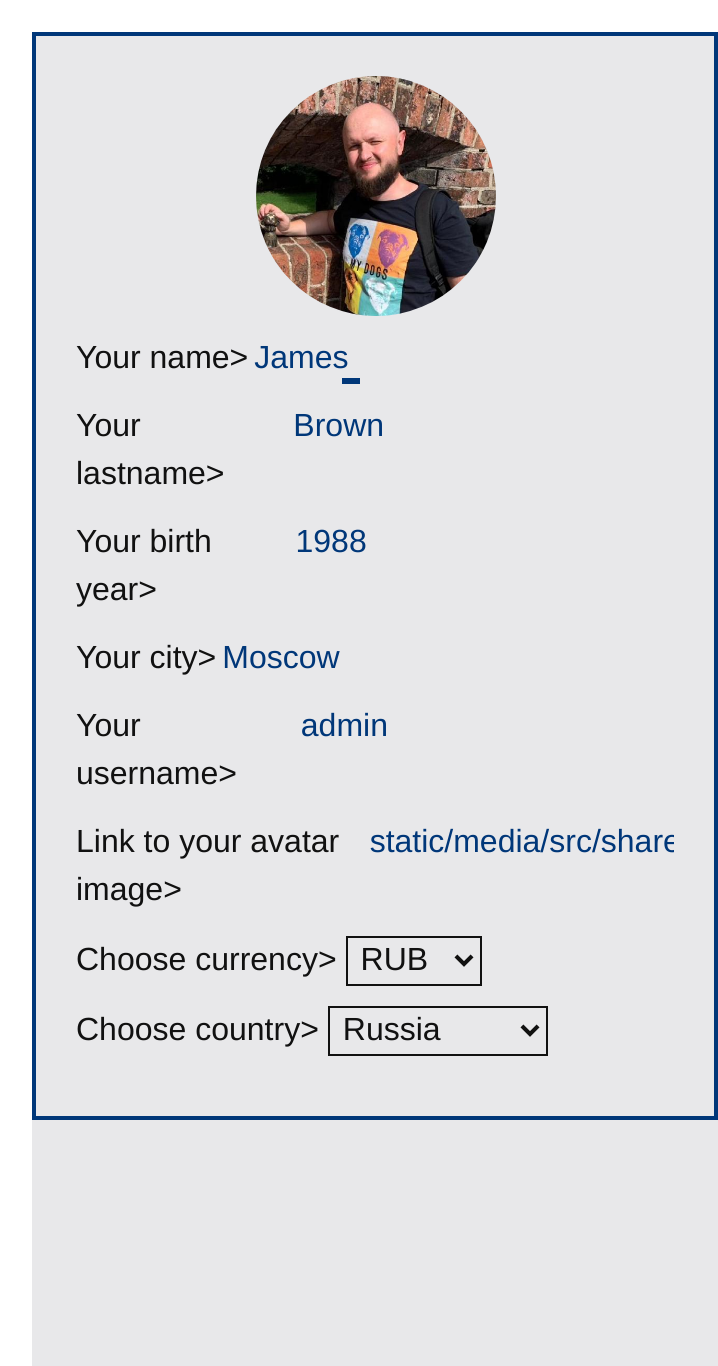 MY DOGS
Your name> James
Your Brown
lastname>
Your birth 1988
year>
Your city> Moscow
Your admin
username>
Link to your avatar static/media/src/share
image>
Choose currency> RUB
Choose country> Russia